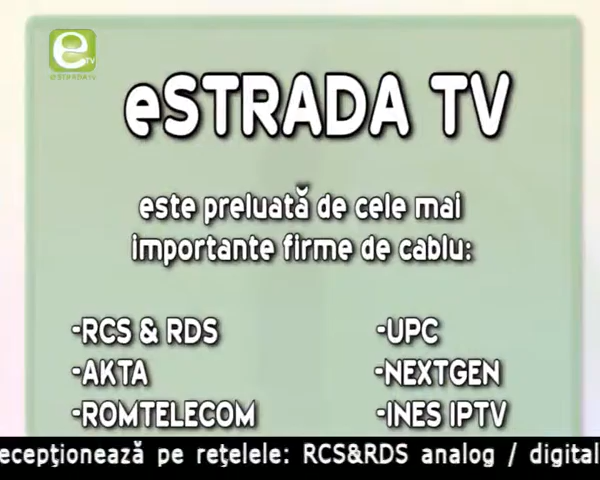 e TV
eSTRADA TV
eSTRADA TV
este preluată de cele mai
importante firme de cablu:
-RCS & RDS
-UPC
-AKTA
-NEXTGEN
-ROMTELECOM
-INES IPTV
ecepţionează pe reţelele: RCS&RDS analog / digital